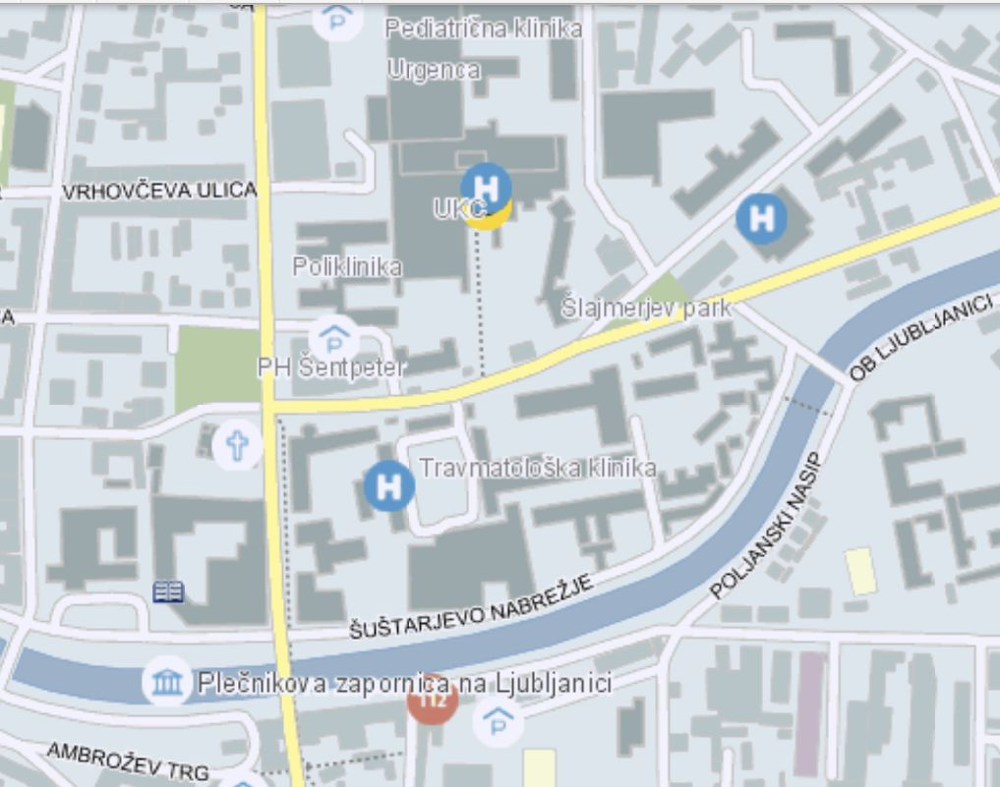 Pediatrična klinika
Urgenca
H
VRHOVČEVA ULICA
UKC
H
Poliklinika
Šlajmerjev park
OB LJUBLJANICI
P
PH Šentpeter
H
Travmatološka klinika
POLJANSKI NASIP
ŠUŠTARJEVO NABREŽJE
Plečnikova zapornica na Ljubljanici
112
P
AMBROŽEV TRG
P